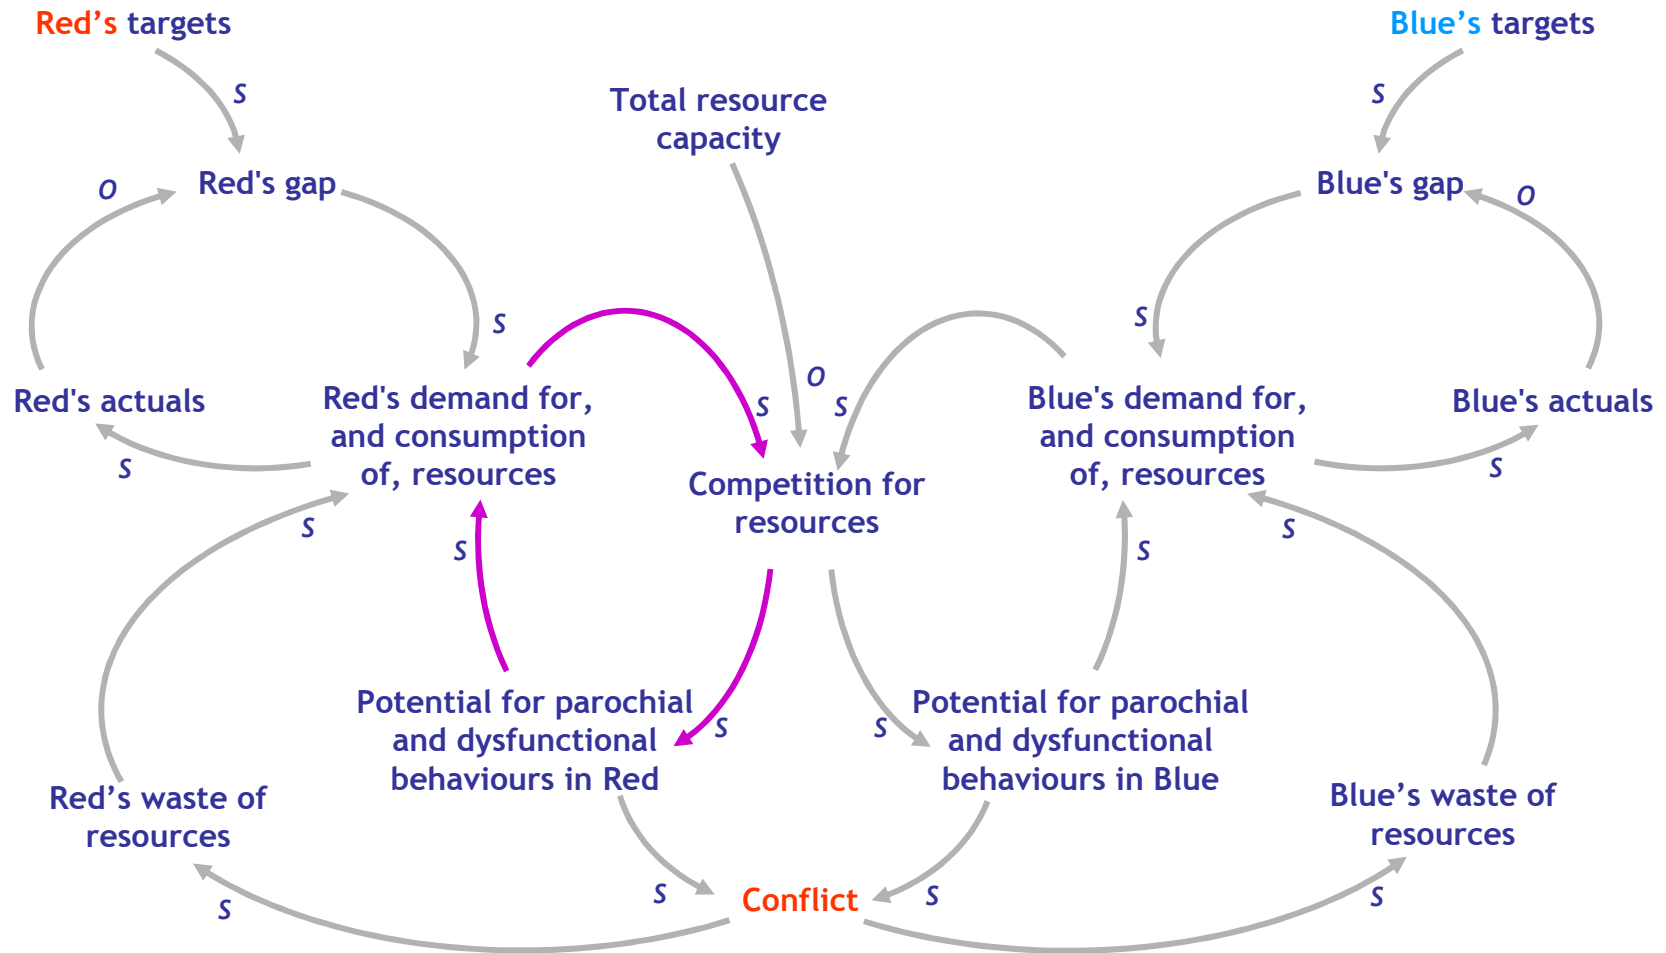 Red’s targets
Blue’s targets
S
S
Total resource
capacity
Red's gap
Blue's gap
O
O
S
S
O
S
S
Red's actuals
Red's demand for,
and consumption
of, resources
Blue's demand for,
and consumption
of, resources
Blue's actuals
S
S
Competition for
resources
S
S
S
S
Potential for parochial
and dysfunctional
behaviours in Red
Potential for parochial
and dysfunctional
behaviours in Blue
S
S
Red’s waste of
resources
Blue’s waste of
resources
S
S
Conflict
S
S